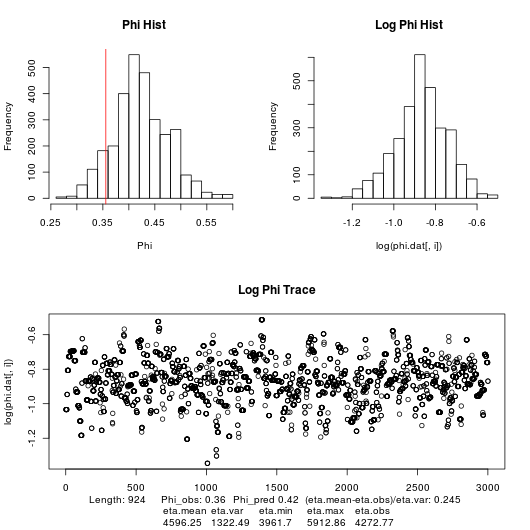 Phi Hist
Log Phi Hist
Frequency
0 100 200 300 400 500
0.25 0.35 0.45 0.55
Phi
Frequency
0 100 300 500
-1.2 -1.0 -0.8 -0.6
log(phi.dat[, i])
Log Phi Trace
log(phi.dat[, i])
-1.2 -1.0 -0.8 -0.6
0 500 1000 1500 2000 2500 3000
Length: 924 Phi_obs: 0.36 Phi_pred 0.42 (eta.mean-eta.obs)/eta.var: 0.245
eta.mean eta.var eta.min eta.max eta.obs
4596.25 1322.49 3961.7 5912.86 4272.77